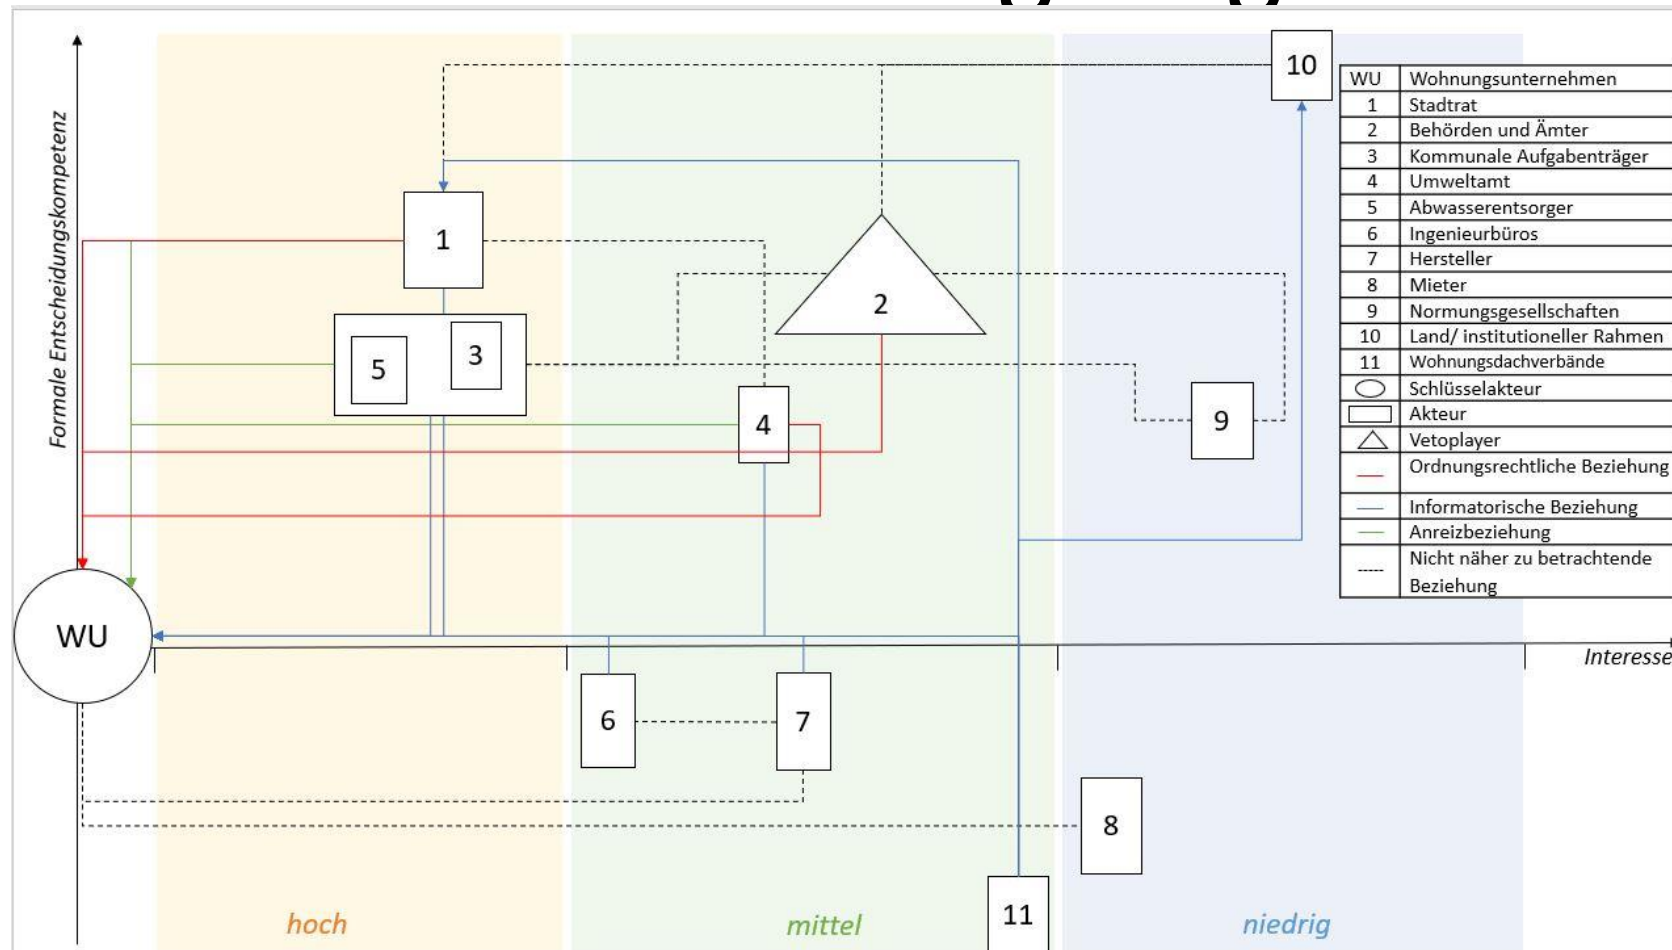 Formale Entscheidungskompetenz
10
1
2
5
3
4
9
WU
Interesse
6
7
8
11
hoch
mittel
niedrig
WU Wohnungsunternehmen
1 Stadtrat
2 Behörden und Ämter
3 Kommunale Aufgabenträger
4 Umweltamt
5 Abwasserentsorger
6 Ingenieurbüros
7 Hersteller
8 Mieter
9 Normungsgesellschaften
10 Land/ institutioneller Rahmen
11 Wohnungsdachverbände
Schlüsselakteur
Akteur
Vetoplayer
Ordnungsrechtliche Beziehung
Informatorische Beziehung
Anreizbeziehung
Nicht näher zu betrachtende
Beziehung